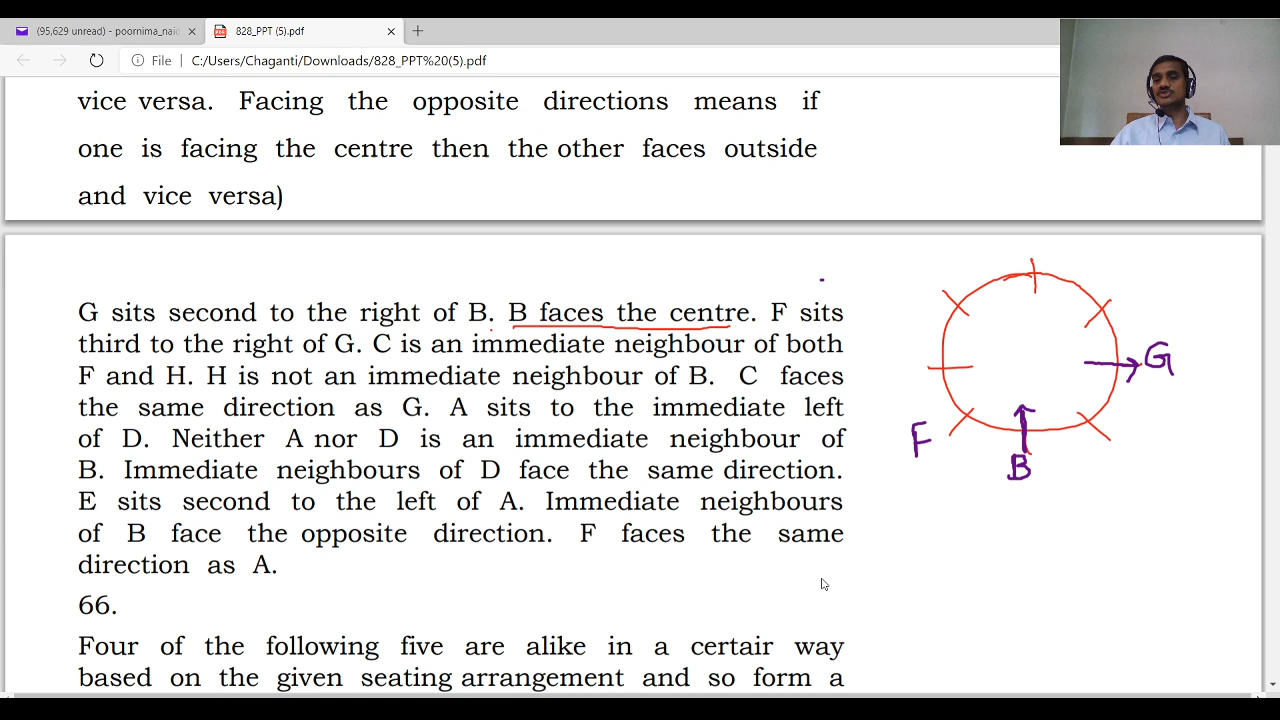 (95,629 unread) - poornima_naid
828_PPT (5).pdf
File
C:/Users/Chaganti/Downloads/828_PPT%20(5).pdf
vice versa. Facing the opposite directions means if
one is facing the centre then the other faces outside
and vice versa)
G sits second to the right of B. B faces the centre. F sits
third to the right of G. C is an immediate neighbour of both
F and H. H is not an immediate neighbour of B. C faces
the same direction as G. A sits to the immediate left
of D. Neither A nor D is an immediate neighbour of
B. Immediate neighbours of D face the same direction.
E sits second to the left of A. Immediate neighbours
of B face the opposite direction. F faces the same
direction as A.
66.
Four of the following five are alike in a certair way
based on the given seating arrangement and so form a
G
F
B